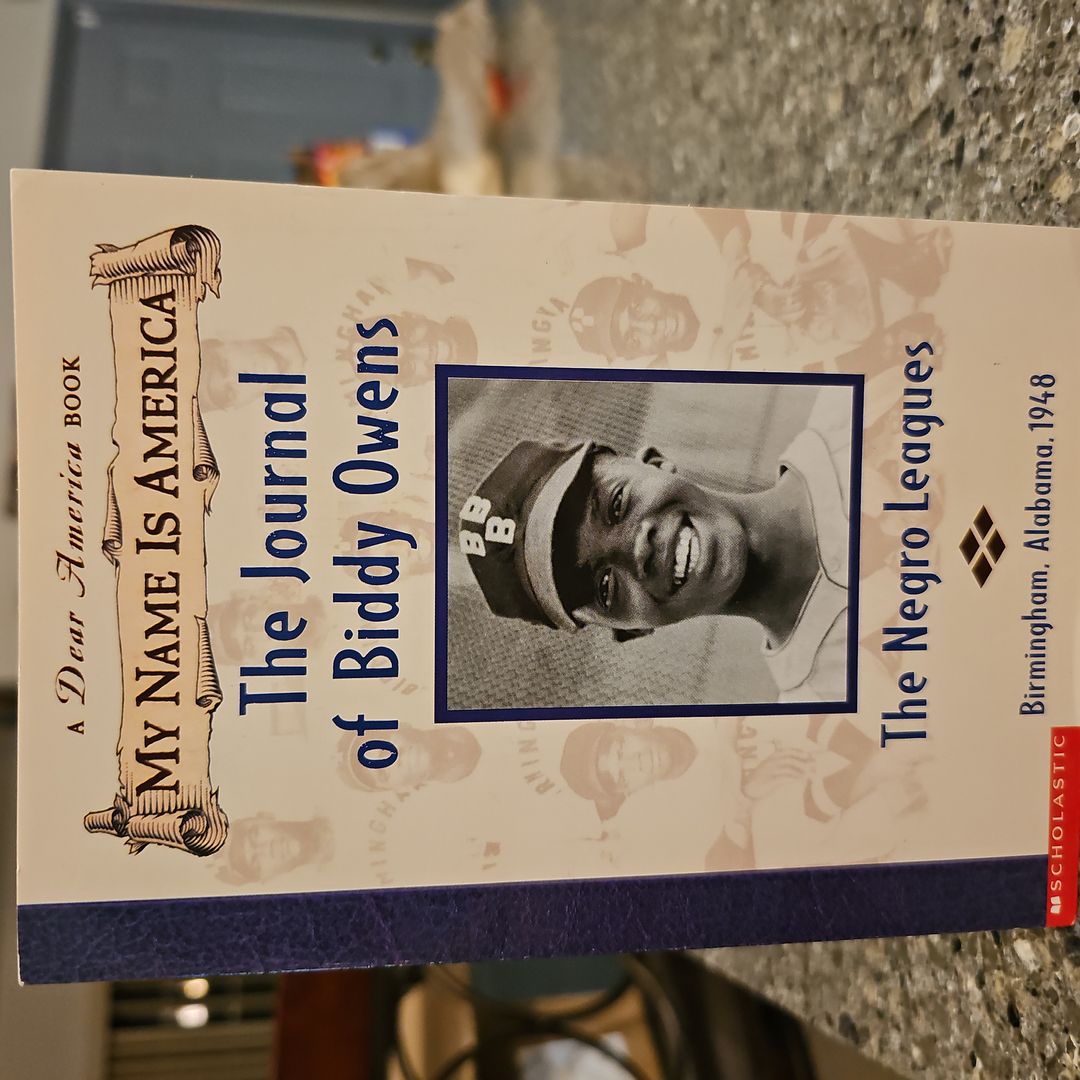 A Dear America BOOK
MY NAME IS AMERICA
The Journal
of Biddy Owens
BB
B
The Negro Leagues
Birmingham, Alabama, 1948
SCHOLASTIC